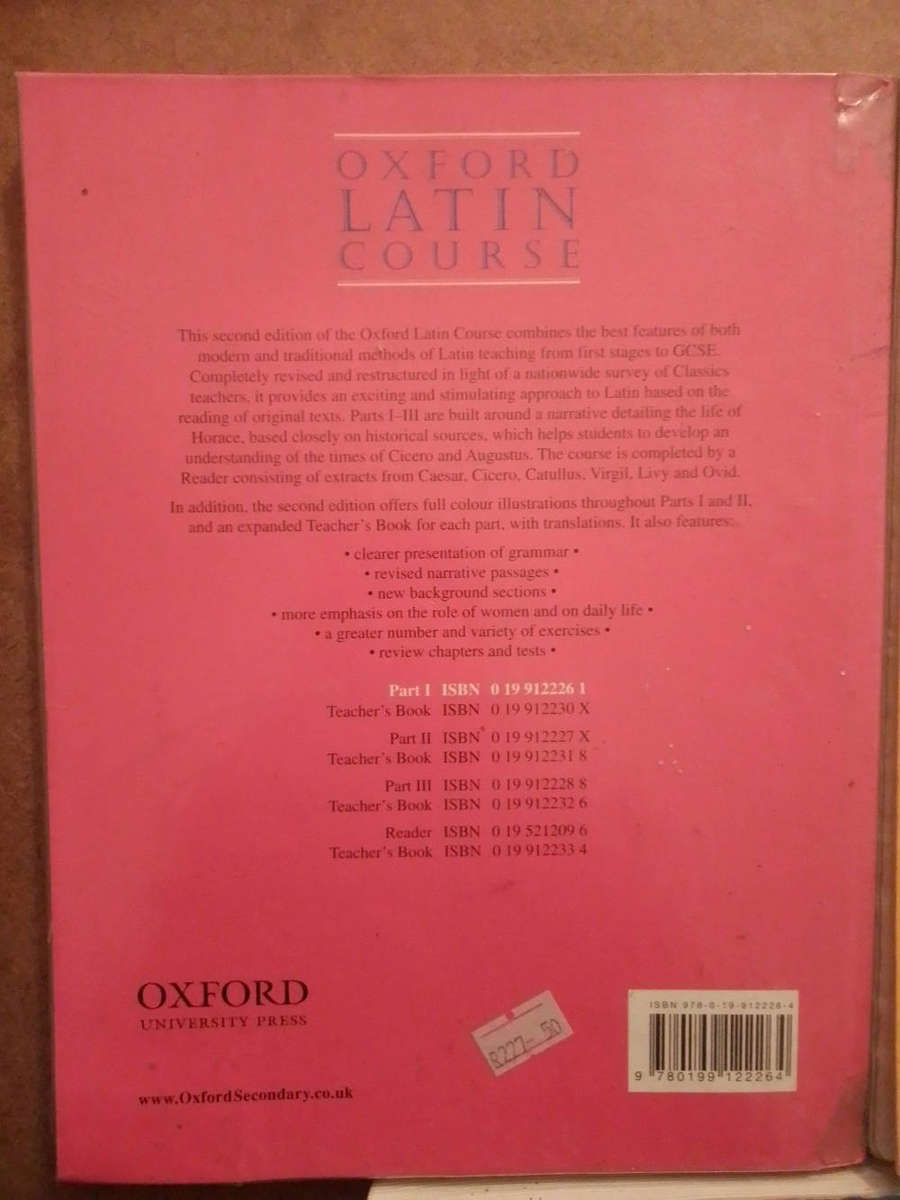 OXFORD
LATIN
COURSE
This second edition of the Oxford Latin Course combines the best features of both
modern and traditional methods of Latin teaching from first stages to GCSE.
Completely revised and restructured in light of a nationwide survey of Classics
teachers, it provides an exciting and stimulating approach to Latin based on the
reading of original texts. Parts I–III are built around a narrative detailing the life of
Horace, based closely on historical sources, which helps students to develop an
understanding of the times of Cicero and Augustus. The course is completed by a
Reader consisting of extracts from Caesar, Cicero, Catullus, Virgil, Livy and Ovid.
In addition, the second edition offers full colour illustrations throughout Parts I and II,
and an expanded Teacher's Book for each part, with translations. It also features:
• clearer presentation of grammar •
• revised narrative passages •
• new background sections •
• more emphasis on the role of women and on daily life •
• a greater number and variety of exercises •
• review chapters and tests •
Part I ISBN 0 19 912226 1
Teacher's Book ISBN 0 19 912230 X
Part II ISBN 0 19 912227 X
Teacher's Book ISBN 0 19 912231 8
Part III ISBN 0 19 912228 8
Teacher's Book ISBN 0 19 912232 6
Reader ISBN 0 19 521209 6
Teacher's Book ISBN 0 19 912233 4
OXFORD
UNIVERSITY PRESS
www.OxfordSecondary.co.uk
R227-50
ISBN 978-0-19-912226-4
9 780199 122264